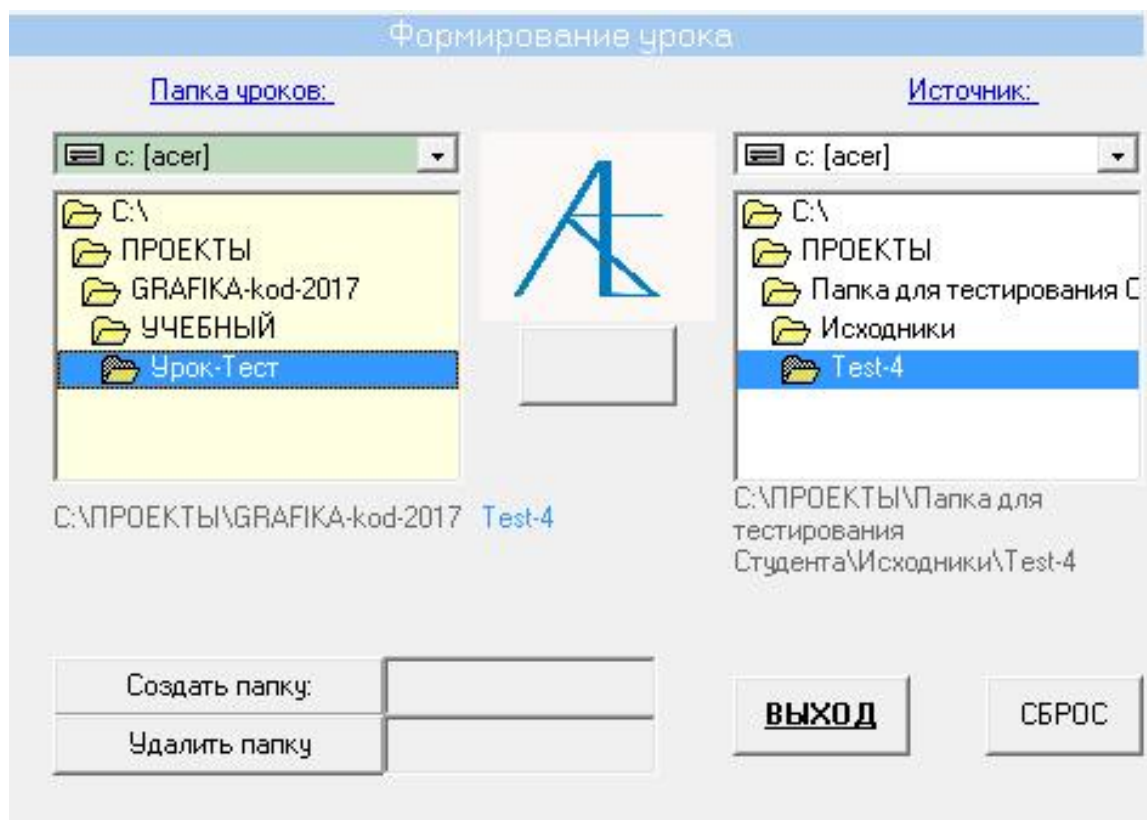 Формирование урока
Папка уроков:
Источник:
c: [acer]
c: [acer]
C:\
ПРОЕКТЫ
GRAFIKA-kod-2017
УЧЕБНЫЙ
Урок-Тест
C:\
ПРОЕКТЫ
Папка для тестирования С
Исходники
Test-4
C:\ПРОЕКТЫ\GRAFIKA-kod-2017
Test-4
C:\ПРОЕКТЫ\Папка для
тестирования
Студента\Исходники\Test-4
Создать папку:
Удалить папку
ВЫХОД
СБРОС